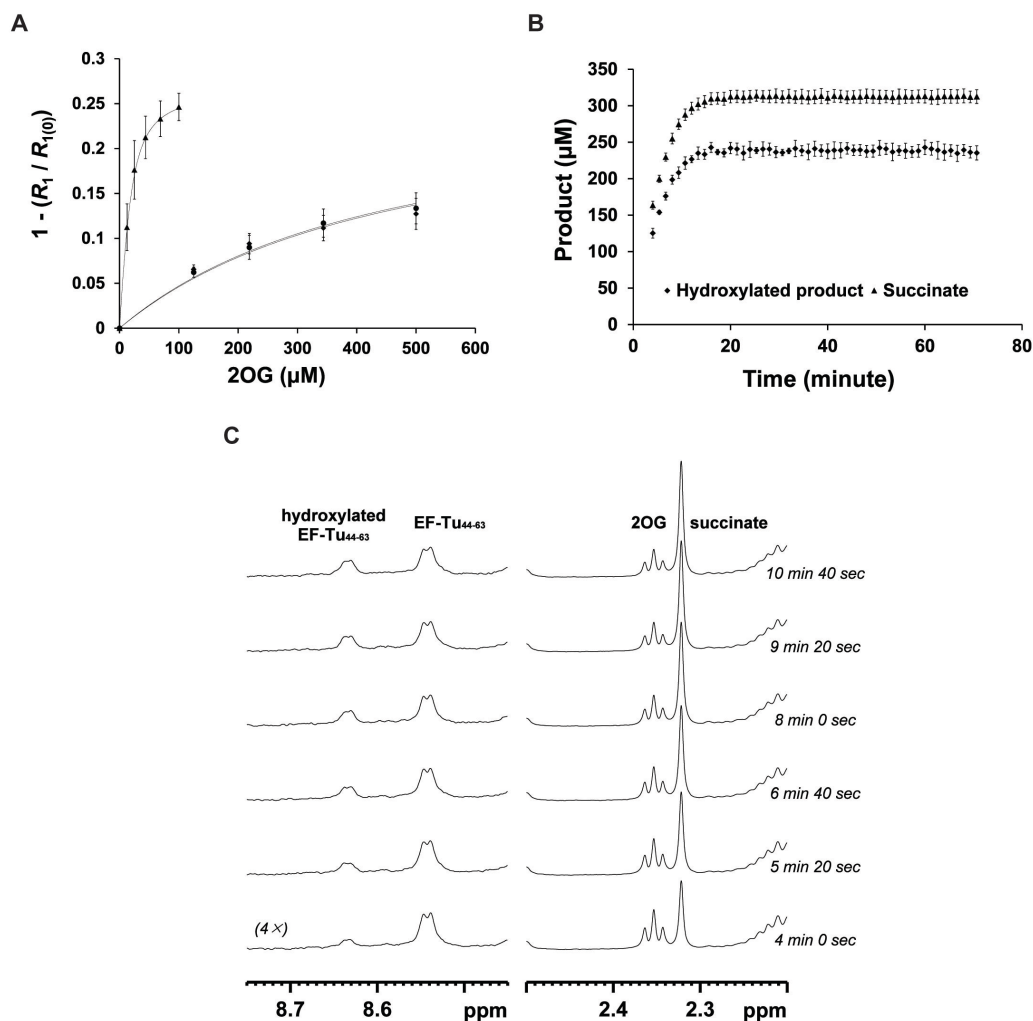 A
1 - (R1 / R1(0))
0.3
0.25
0.2
0.15
0.1
0.05
0
0 100 200 300 400 500 600
2OG (μM)
B
Product (μM)
350
300
250
200
150
100
50
0
Hydroxylated product Succinate
0 20 40 60 80
Time (minute)
C
hydroxylated
EF-Tu44-63
EF-Tu44-63
2OG succinate
10 min 40 sec
9 min 20 sec
8 min 0 sec
6 min 40 sec
5 min 20 sec
(4×)
4 min 0 sec
8.7 8.6 ppm 2.4 2.3 ppm